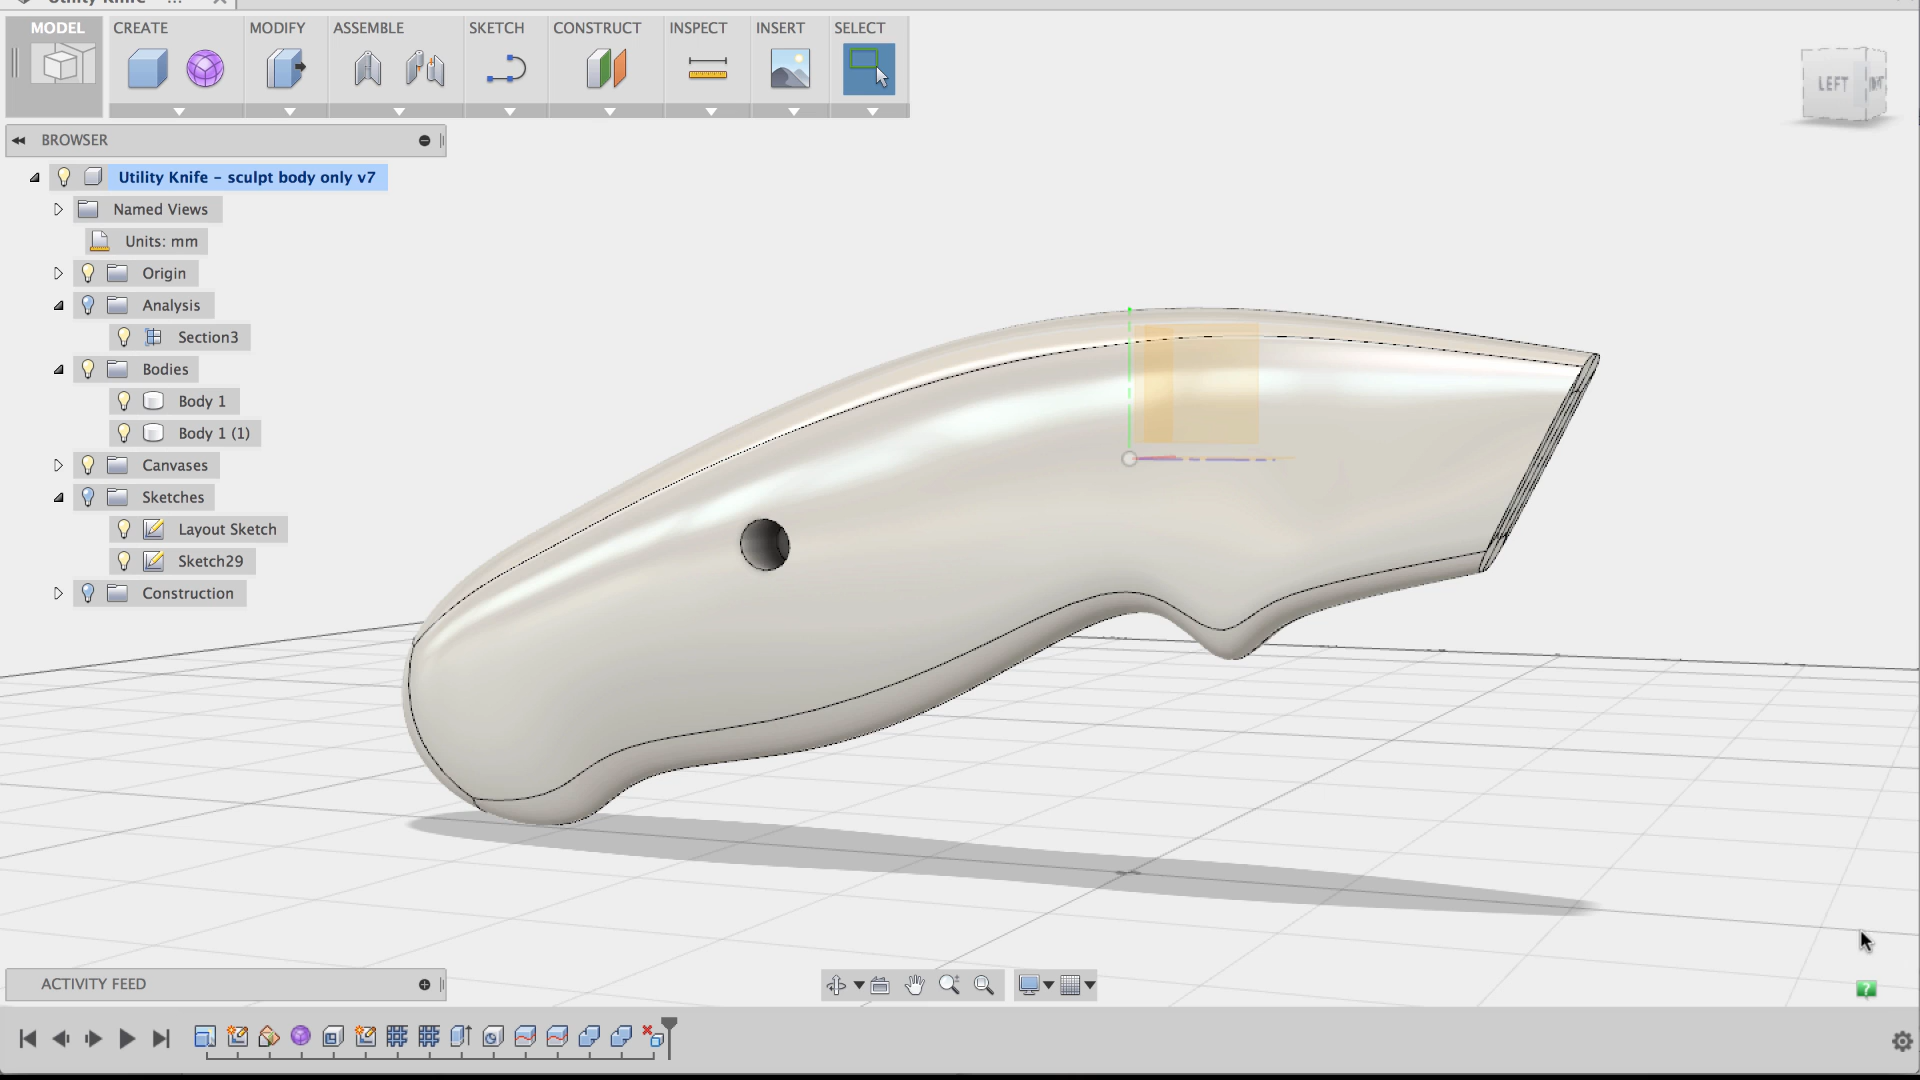 Utility Knife ...
MODEL CREATE MODIFY ASSEMBLE SKETCH CONSTRUCT INSPECT INSERT SELECT
LEFT
BROWSER
Utility Knife - sculpt body only v7
Named Views
Units: mm
Origin
Analysis
Section3
Bodies
Body 1
Body 1 (1)
Canvases
Sketches
Layout Sketch
Sketch29
Construction
ACTIVITY FEED
?